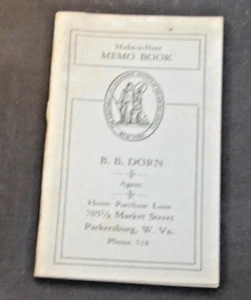 Make-a-Note
MEMO BOOK
B. B. DORN
Agent
Home Purchase Loan
705½ Market Street
Parkersburg, W. Va.
Phone 518